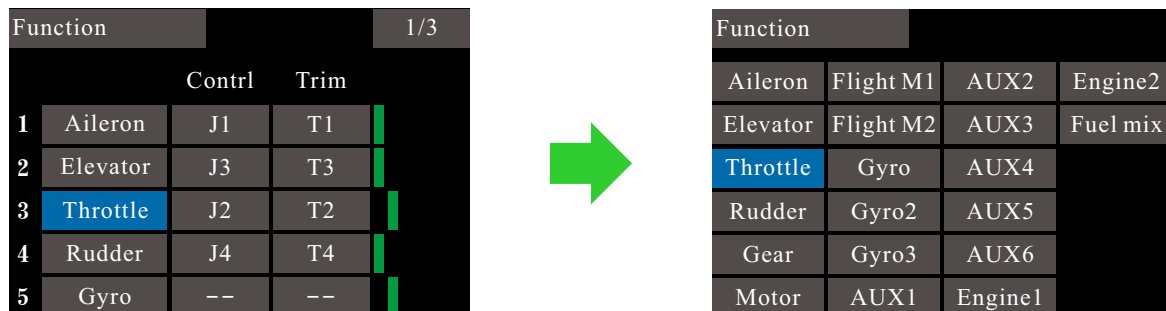 Function 1/3
Contrl Trim
1 Aileron J1 T1
2 Elevator J3 T3
3 Throttle J2 T2
4 Rudder J4 T4
5 Gyro -- --
Function
Aileron Flight M1 AUX2 Engine2
Elevator Flight M2 AUX3 Fuel mix
Throttle Gyro AUX4
Rudder Gyro2 AUX5
Gear Gyro3 AUX6
Motor AUX1 Engine1